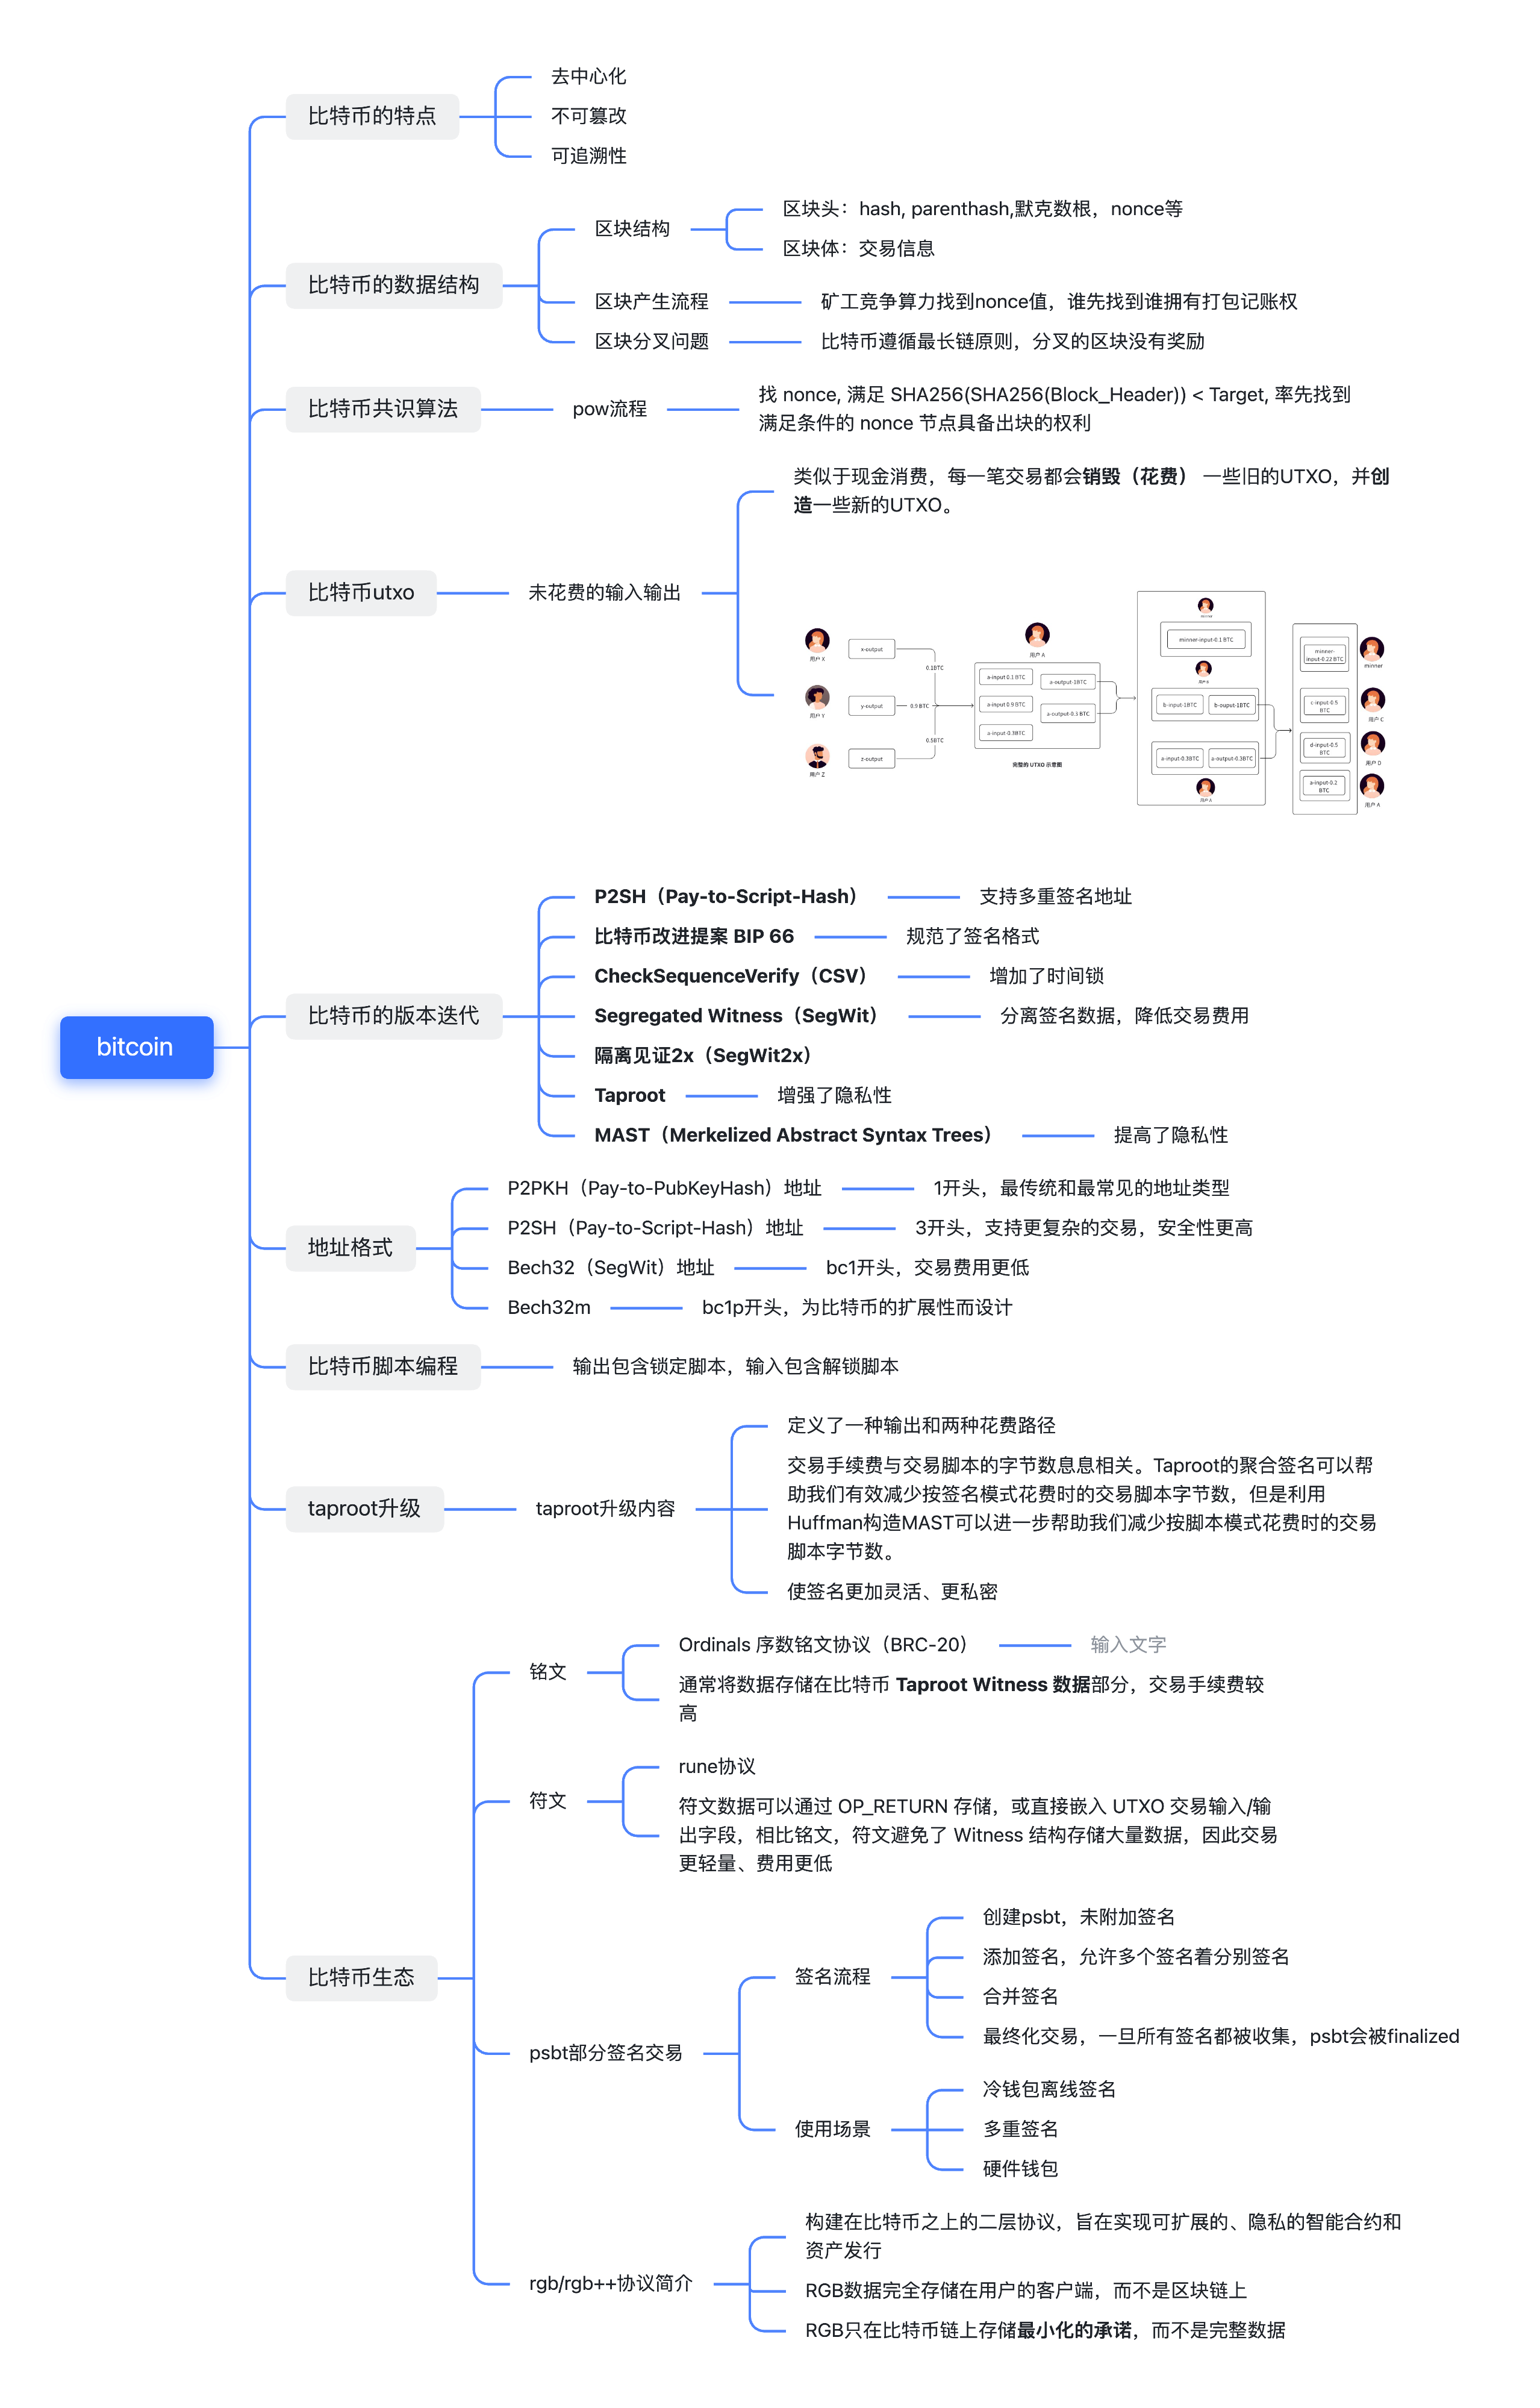 bitcoin
比特币的特点
去中心化
不可篡改
可追溯性
比特币的数据结构
区块结构
区块头：hash, parenthash,默克数根，nonce等
区块体：交易信息
区块产生流程
矿工竞争算力找到nonce值，谁先找到谁拥有打包记账权
区块分叉问题
比特币遵循最长链原则，分叉的区块没有奖励
比特币共识算法
pow流程
找 nonce, 满足 SHA256(SHA256(Block_Header)) < Target, 率先找到
满足条件的 nonce 节点具备出块的权利
比特币utxo
未花费的输入输出
类似于现金消费，每一笔交易都会销毁（花费） 一些旧的UTXO，并创
造一些新的UTXO。
用户 X
x-output
0.1BTC
用户 Y
y-output
0.9 BTC
用户 Z
z-output
0.5BTC
用户 A
a-input 0.1 BTC
a-input 0.9 BTC
a-input-0.3BTC
a-output-1BTC
a-output-0.3 BTC
完整的 UTXO 示意图
minner-input-0.1 BTC
b-input-1BTC
b-ouput-1BTC
a-input-0.3BTC
a-output-0.3BTC
用户 A
minner-
input-0.22 BTC
minner
c-input-0.5
BTC
用户 C
d-input-0.5
BTC
用户 D
a-input-0.2
BTC
用户 A
比特币的版本迭代
P2SH（Pay-to-Script-Hash）
支持多重签名地址
比特币改进提案 BIP 66
规范了签名格式
CheckSequenceVerify（CSV）
增加了时间锁
Segregated Witness（SegWit）
分离签名数据，降低交易费用
隔离见证2x（SegWit2x）
Taproot
增强了隐私性
MAST（Merkelized Abstract Syntax Trees）
提高了隐私性
地址格式
P2PKH（Pay-to-PubKeyHash）地址
1开头，最传统和最常见的地址类型
P2SH（Pay-to-Script-Hash）地址
3开头，支持更复杂的交易，安全性更高
Bech32（SegWit）地址
bc1开头，交易费用更低
Bech32m
bc1p开头，为比特币的扩展性而设计
比特币脚本编程
输出包含锁定脚本，输入包含解锁脚本
taproot升级
taproot升级内容
定义了一种输出和两种花费路径
交易手续费与交易脚本的字节数息息相关。Taproot的聚合签名可以帮
助我们有效减少按签名模式花费时的交易脚本字节数，但是利用
Huffman构造MAST可以进一步帮助我们减少按脚本模式花费时的交易
脚本字节数。
使签名更加灵活、更私密
比特币生态
铭文
Ordinals 序数铭文协议（BRC-20）
输入文字
通常将数据存储在比特币 Taproot Witness 数据部分，交易手续费较
高
符文
rune协议
符文数据可以通过 OP_RETURN 存储，或直接嵌入 UTXO 交易输入/输
出字段，相比铭文，符文避免了 Witness 结构存储大量数据，因此交易
更轻量、费用更低
psbt部分签名交易
签名流程
创建psbt，未附加签名
添加签名，允许多个签名着分别签名
合并签名
最终化交易，一旦所有签名都被收集，psbt会被finalized
使用场景
冷钱包离线签名
多重签名
硬件钱包
rgb/rgb++协议简介
构建在比特币之上的二层协议，旨在实现可扩展的、隐私的智能合约和
资产发行
RGB数据完全存储在用户的客户端，而不是区块链上
RGB只在比特币链上存储最小化的承诺，而不是完整数据